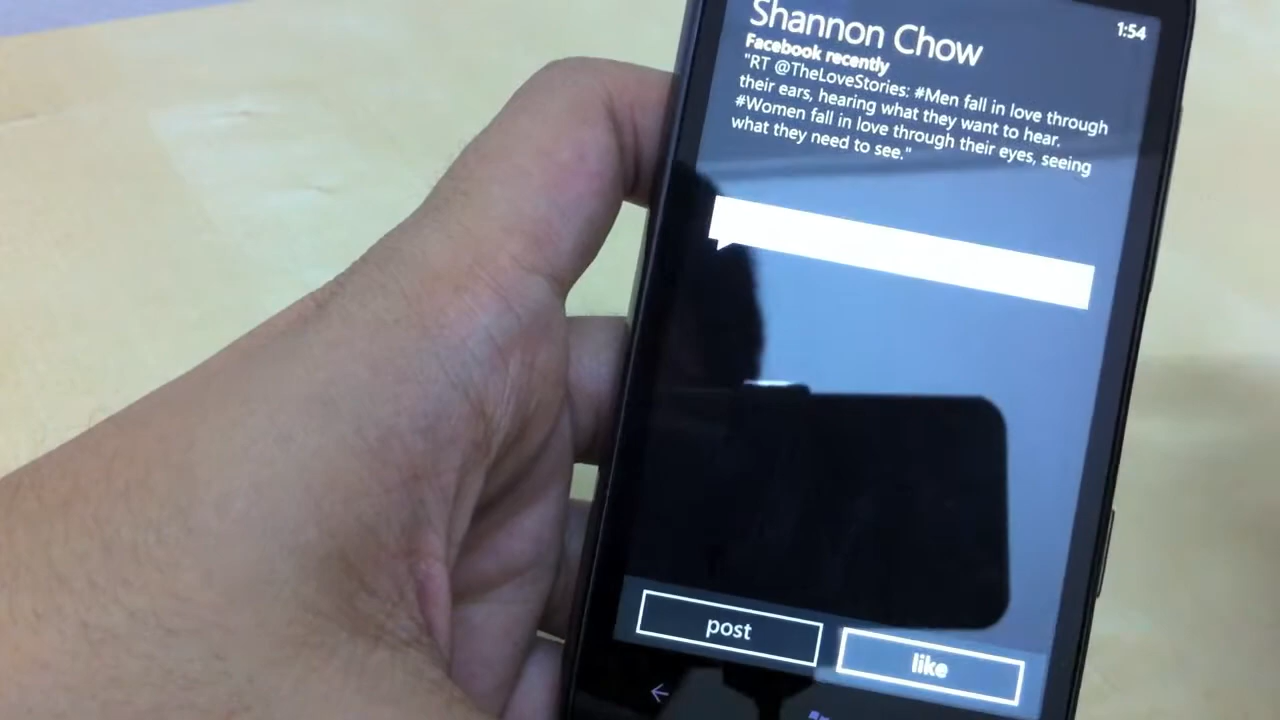 Shannon Chow
1:54
Facebook recently
"RT @TheLoveStories: #Men fall in love through
their ears, hearing what they want to hear.
#Women fall in love through their eyes, seeing
what they need to see."
post
like